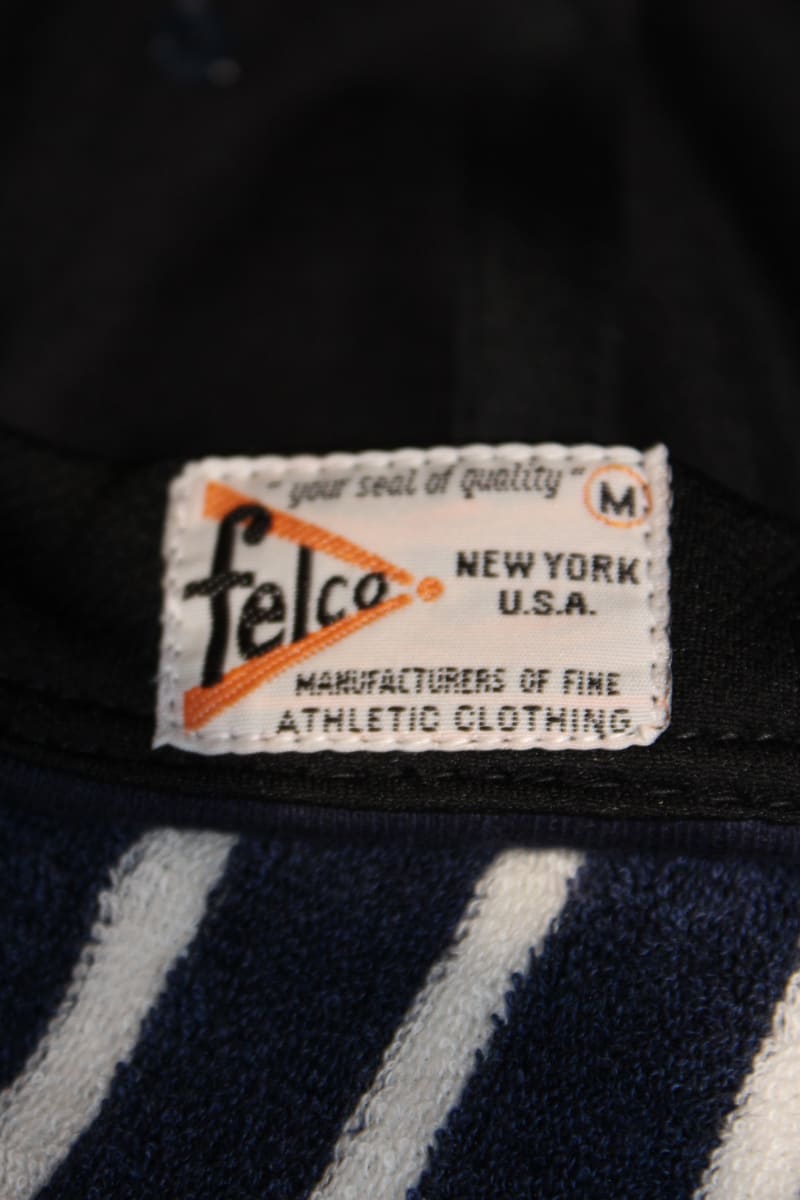 "your seal of quality"
M
felco
NEW YORK
U.S.A.
MANUFACTURERS OF FINE
ATHLETIC CLOTHING